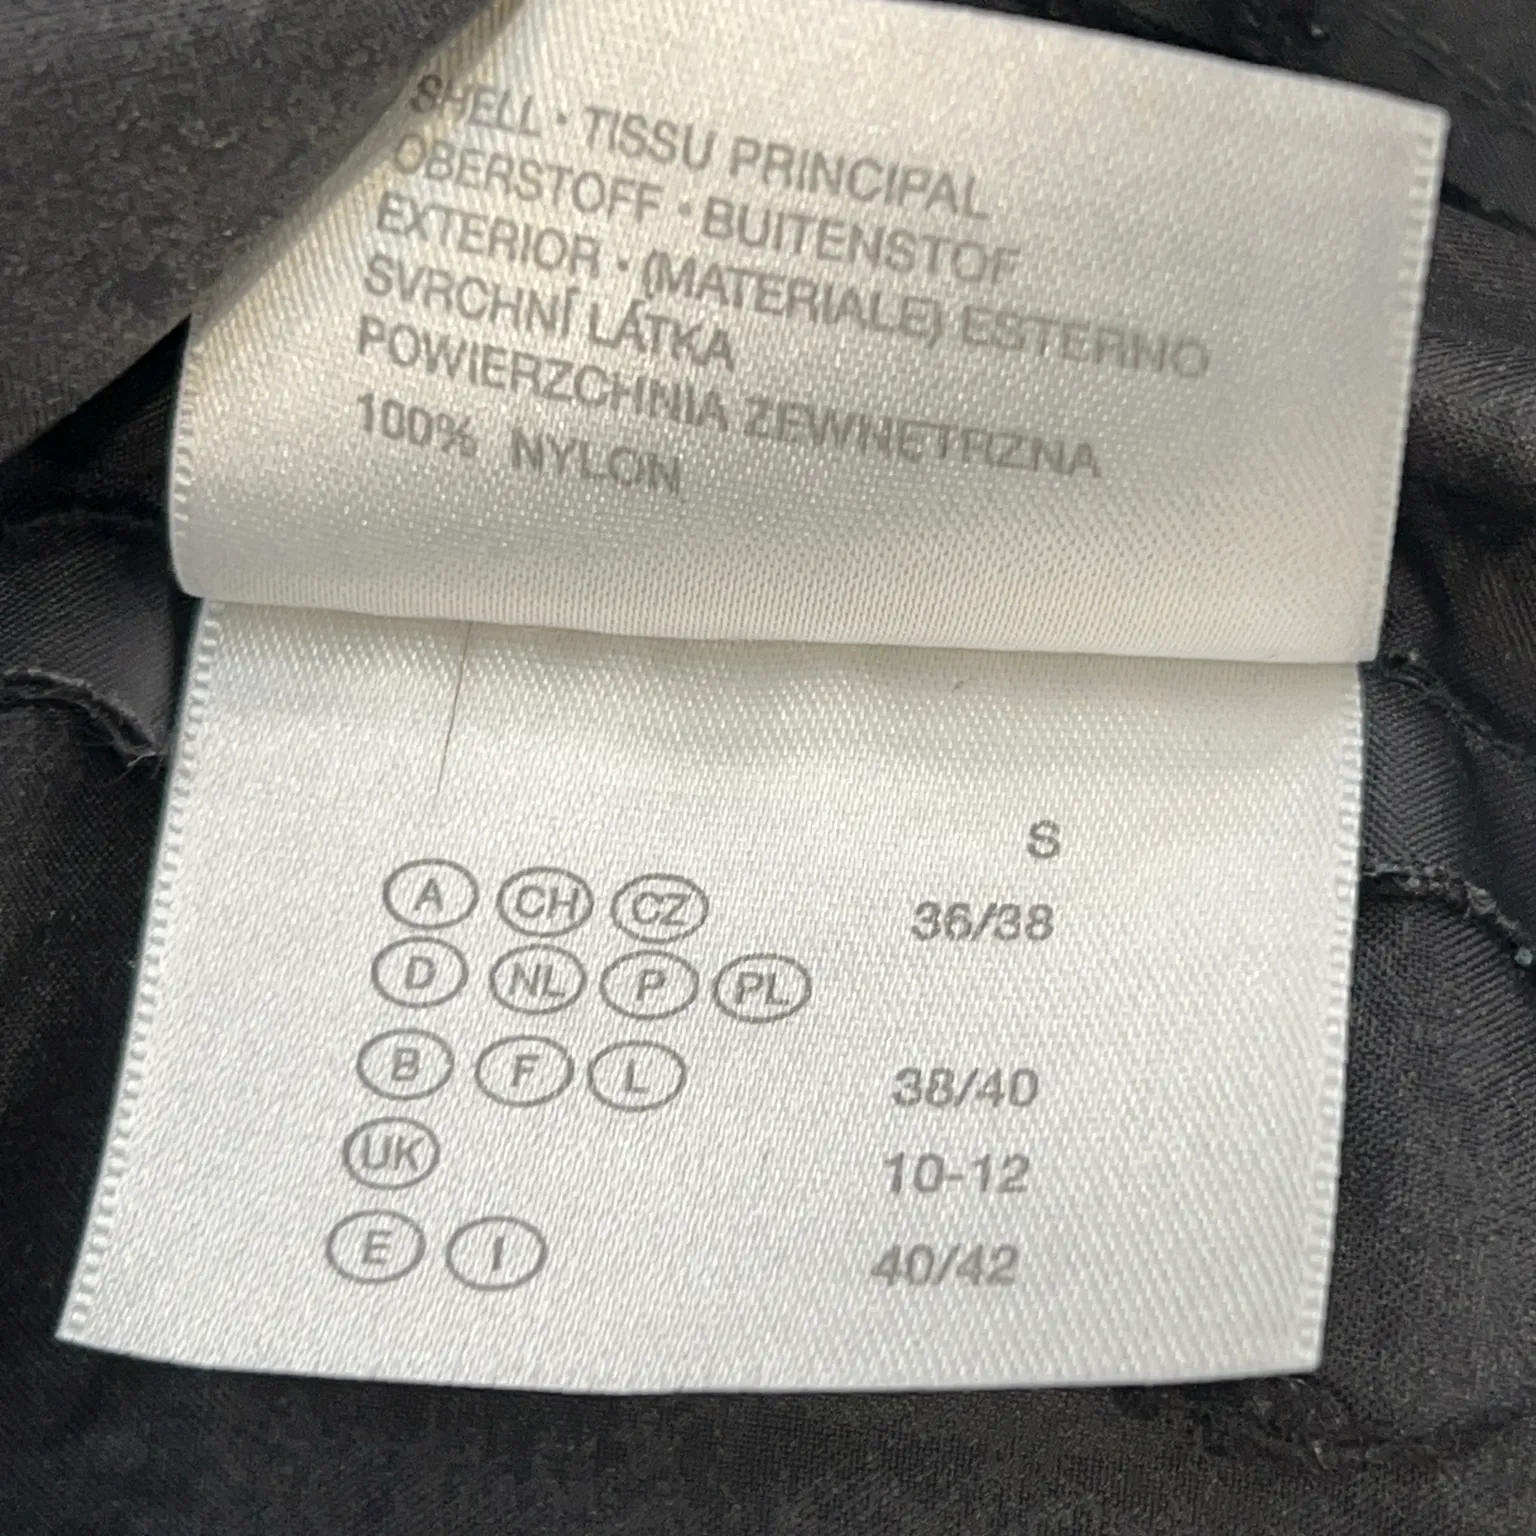 SHELL · TISSU PRINCIPAL
OBERSTOFF · BUITENSTOF
EXTERIOR · (MATERIALE) ESTERNO
SVRCHNÍ LÁTKA
POWIERZCHNIA ZEWNETRZNA
100% NYLON
S
A CH CZ 36/38
D NL P PL
B F L 38/40
UK 10-12
E I 40/42